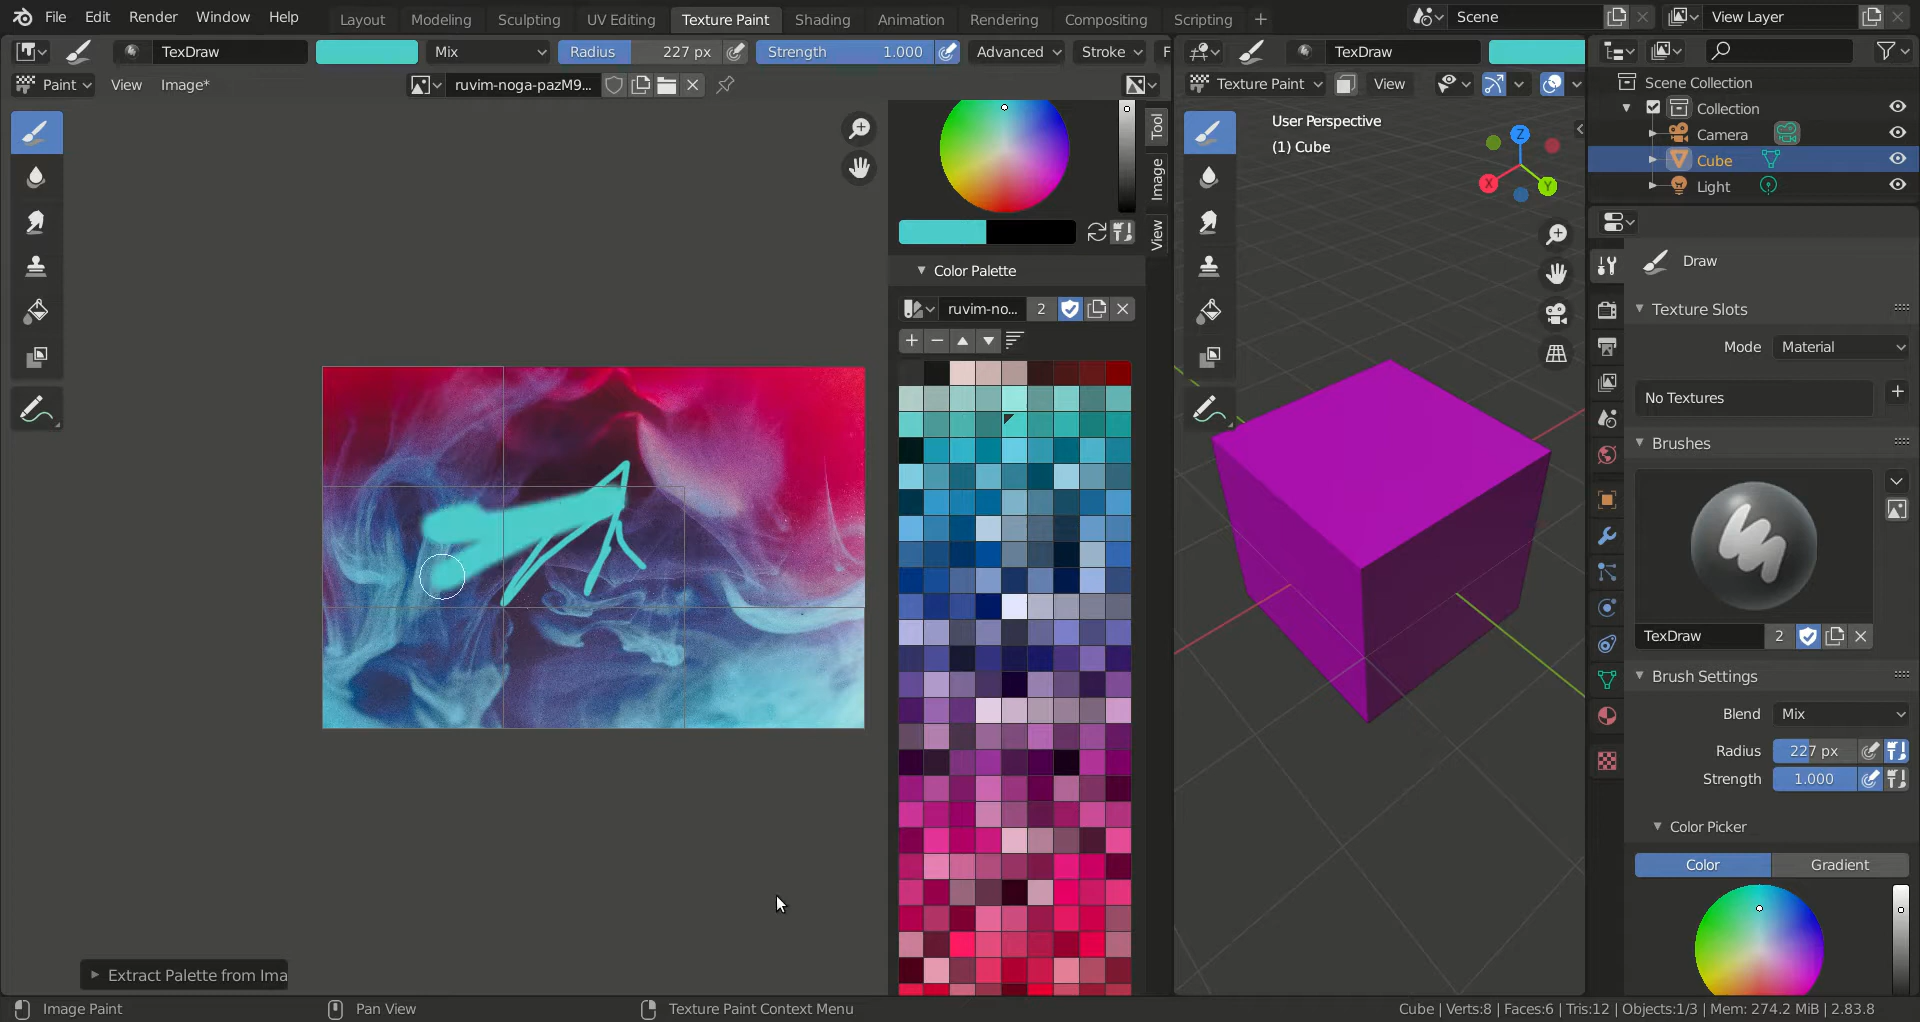 File Edit Render Window Help Layout Modeling Sculpting UV Editing Texture Paint Shading Animation Rendering Compositing Scripting + Scene View Layer
TexDraw Mix Radius 227 px Strength 1.000 Advanced Stroke F TexDraw
Paint View Image* ruvim-noga-pazM9... Texture Paint View
Scene Collection
Collection
Camera
Cube
Light
User Perspective
(1) Cube
Z
X
Y
Tool
Image
View
Color Palette
ruvim-no... 2
Draw
Texture Slots
Mode Material
No Textures
Brushes
TexDraw 2
Brush Settings
Blend Mix
Radius 227 px
Strength 1.000
Color Picker
Color Gradient
Extract Palette from Ima
Image Paint Pan View Texture Paint Context Menu Cube | Verts:8 | Faces:6 | Tris:12 | Objects:1/3 | Mem: 274.2 MiB | 2.83.8